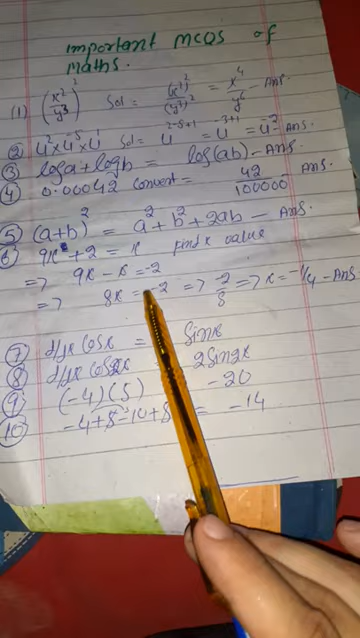 important MCQS of
Maths.
(1) (x²/y³) Sol = (x²)²/(y³)² = x⁴/y⁶ - Ans.
② 4² × 4⁻⁵ × 4¹ Sol = 4²⁻⁵⁺¹ = 4⁻³⁺¹ = 4⁻² - Ans.
③ log a + log b = log(ab) - Ans.
④ 0.00042 Convert = 42/100000 - Ans.
⑤ (a+b)² = a² + b² + 2ab - Ans
⑥ 9x + 2 = x find x value
=> 9x - x = -2
=> 8x = -2 => -2/8 => x = -1/4 - Ans
⑦ d/dx Cosx = Sinx
⑧ d/dx Cos2x 2Sin2x
⑨ (-4)(5) -20
⑩ -4+8-10+8 = -14